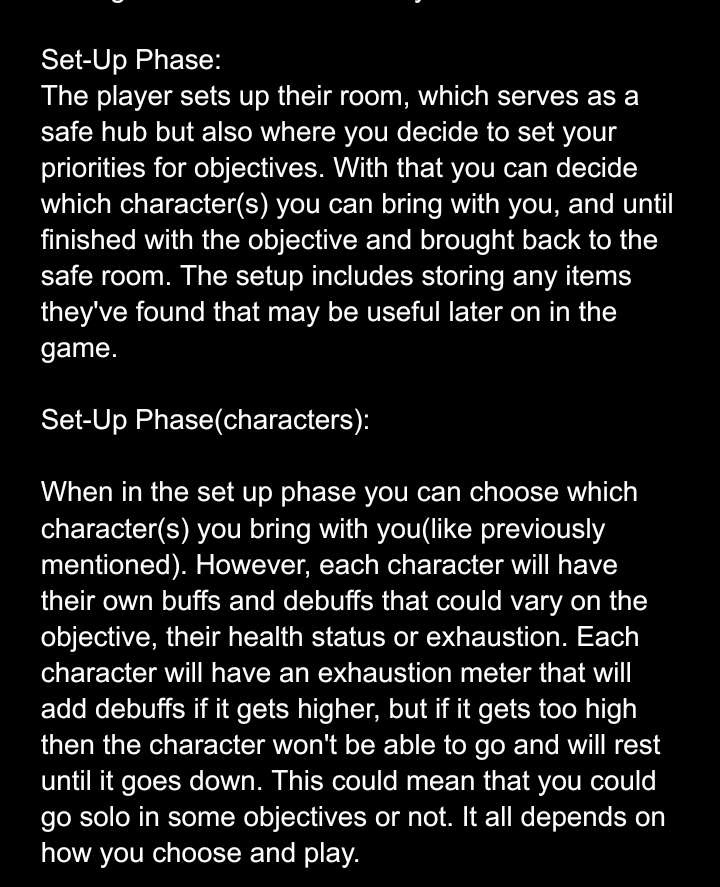 Set-Up Phase:
The player sets up their room, which serves as a
safe hub but also where you decide to set your
priorities for objectives. With that you can decide
which character(s) you can bring with you, and until
finished with the objective and brought back to the
safe room. The setup includes storing any items
they've found that may be useful later on in the
game.
Set-Up Phase(characters):
When in the set up phase you can choose which
character(s) you bring with you(like previously
mentioned). However, each character will have
their own buffs and debuffs that could vary on the
objective, their health status or exhaustion. Each
character will have an exhaustion meter that will
add debuffs if it gets higher, but if it gets too high
then the character won't be able to go and will rest
until it goes down. This could mean that you could
go solo in some objectives or not. It all depends on
how you choose and play.